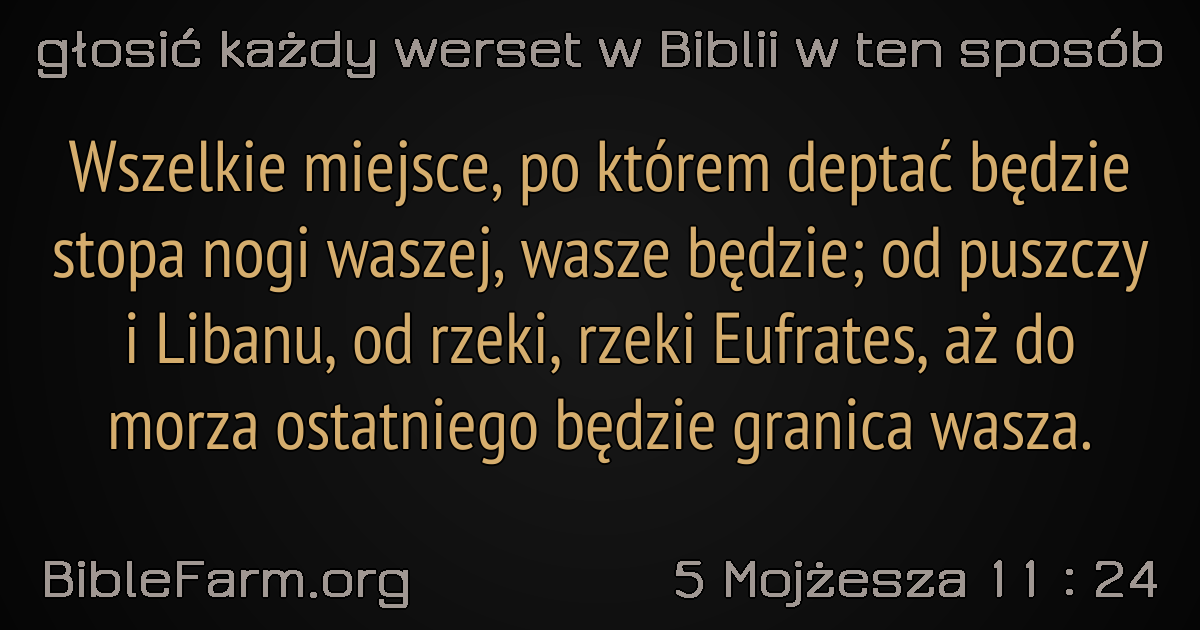 głosić każdy werset w Biblii w ten sposób
Wszelkie miejsce, po którem deptać będzie
stopa nogi waszej, wasze będzie; od puszczy
i Libanu, od rzeki, rzeki Eufrates, aż do
morza ostatniego będzie granica wasza.
BibleFarm.org
5 Mojżesza 11 : 24